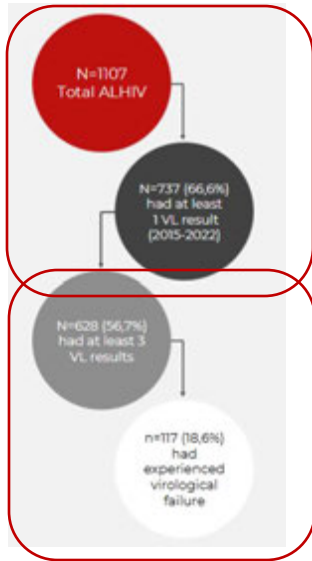 N=1107
Total ALHIV
N=737 (66,6%)
had at least
1 VL result
(2015-2022)
N=628 (56,7%)
had at least 3
VL results
n=117 (18,6%)
had
experienced
virological
failure